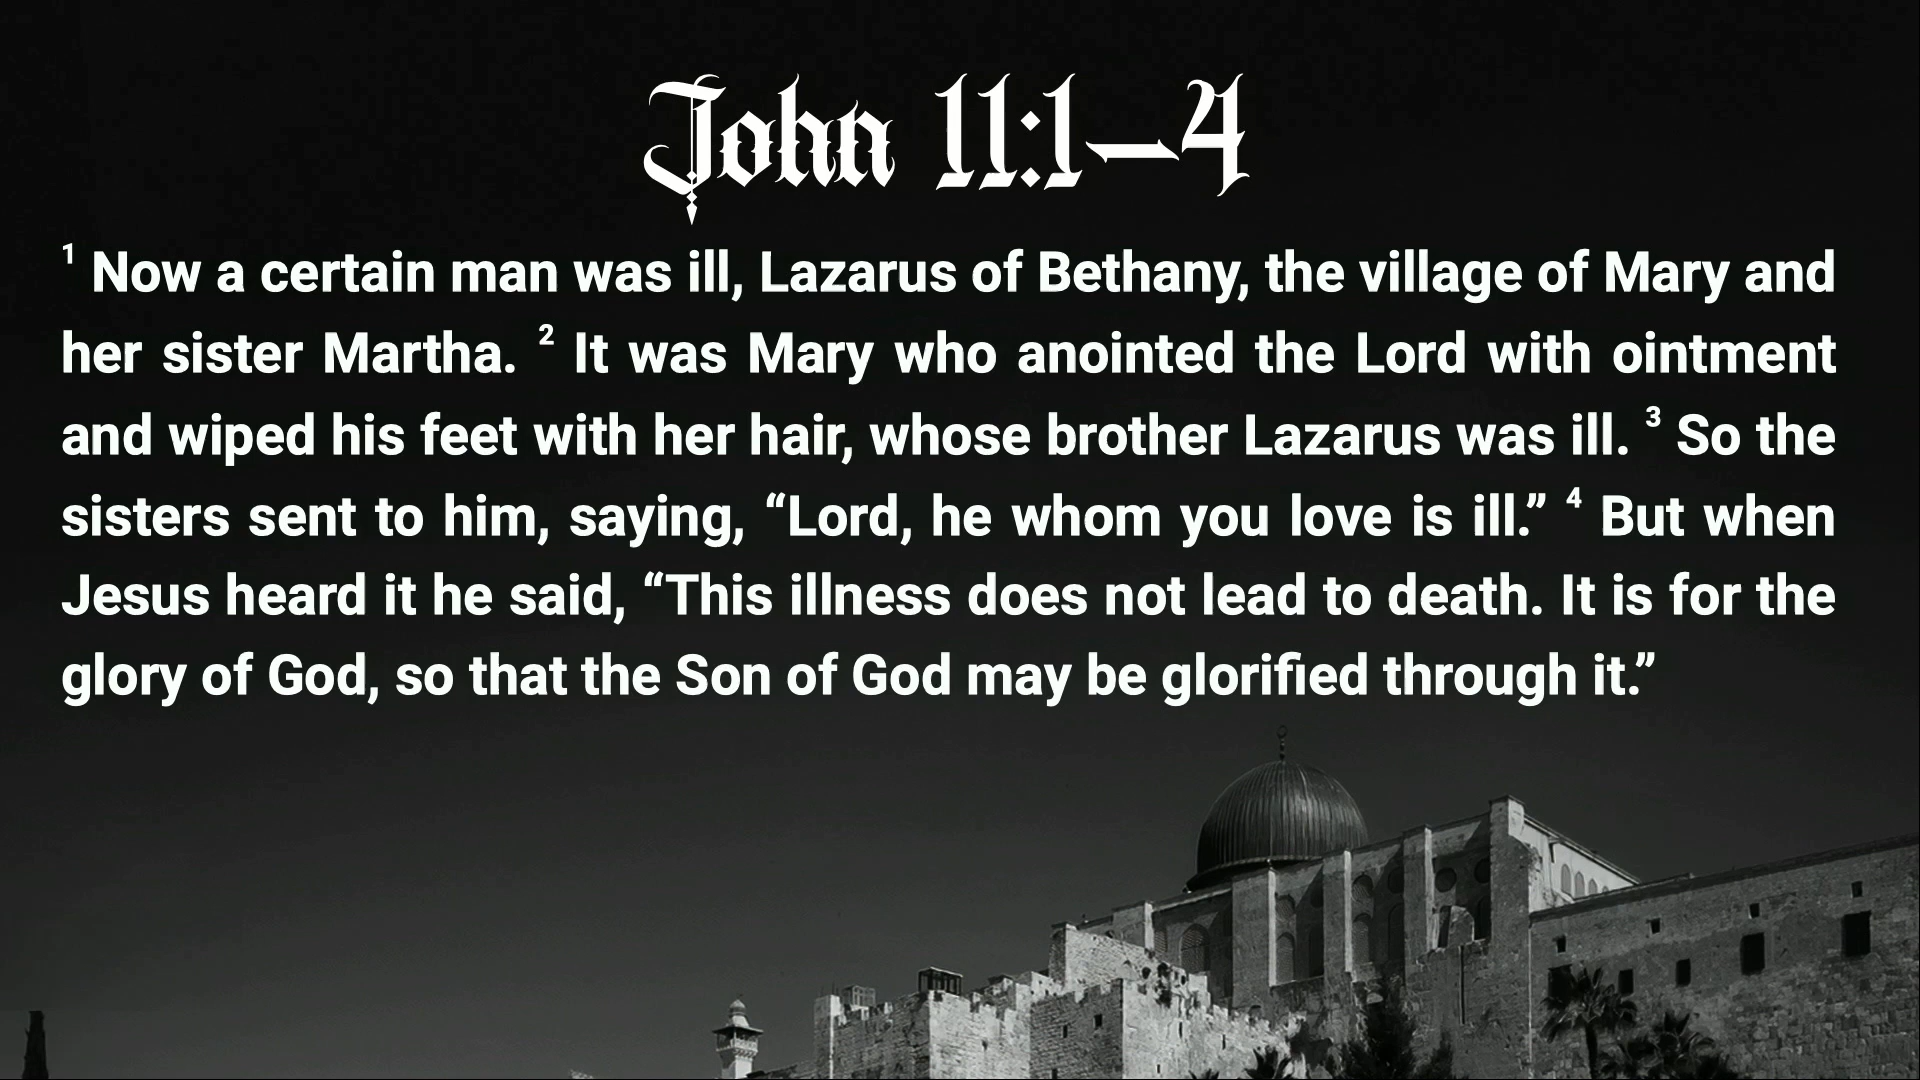 John 11:1–4
1 Now a certain man was ill, Lazarus of Bethany, the village of Mary and
her sister Martha. 2 It was Mary who anointed the Lord with ointment
and wiped his feet with her hair, whose brother Lazarus was ill. 3 So the
sisters sent to him, saying, “Lord, he whom you love is ill.” 4 But when
Jesus heard it he said, “This illness does not lead to death. It is for the
glory of God, so that the Son of God may be glorified through it.”